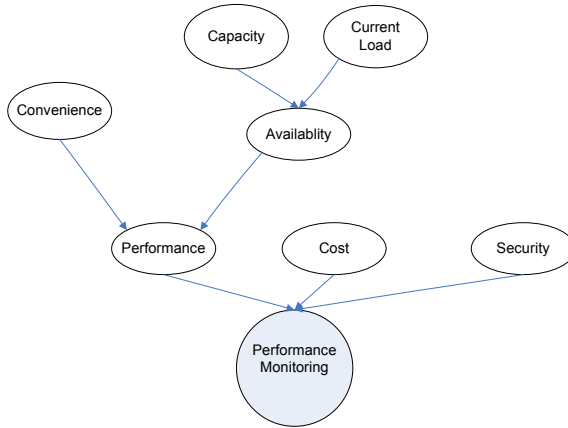 Capacity
Current
Load
Convenience
Availablity
Performance
Cost
Security
Performance
Monitoring